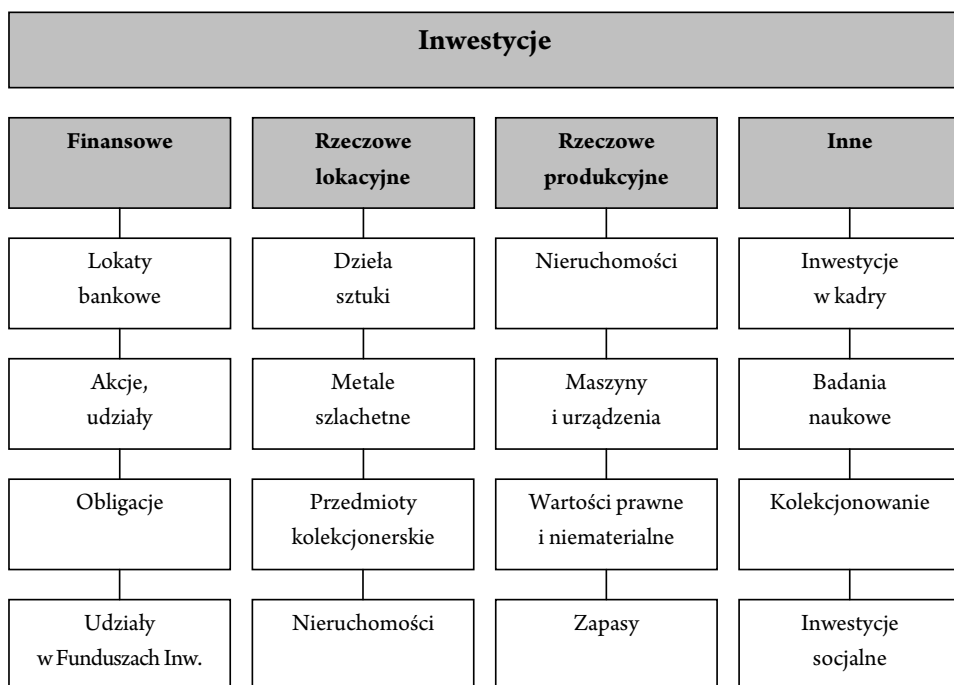 Inwestycje
Finansowe
Rzeczowe
lokacyjne
Rzeczowe
produkcyjne
Inne
Lokaty
bankowe
Dzieła
sztuki
Nieruchomości
Inwestycje
w kadry
Akcje,
udziały
Metale
szlachetne
Maszyny
i urządzenia
Badania
naukowe
Obligacje
Przedmioty
kolekcjonerskie
Wartości prawne
i niematerialne
Kolekcjonowanie
Udziały
w Funduszach Inw.
Nieruchomości
Zapasy
Inwestycje
socjalne